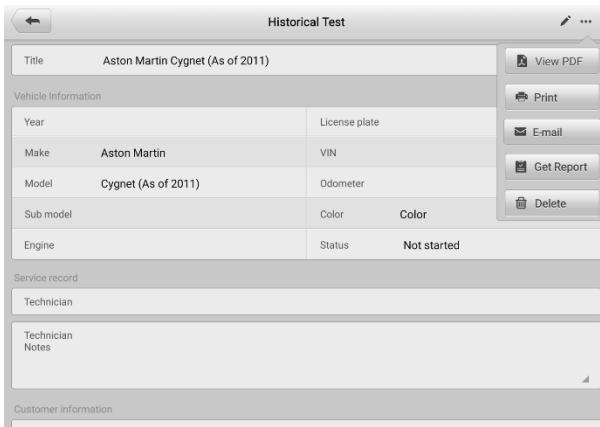 Historical Test
Title Aston Martin Cygnet (As of 2011)
View PDF
Vehicle Information
Print
Year License plate
E-mail
Make Aston Martin VIN
Get Report
Model Cygnet (As of 2011) Odometer
Delete
Sub model Color Color
Engine Status Not started
Service record
Technician
Technician
Notes
Customer information